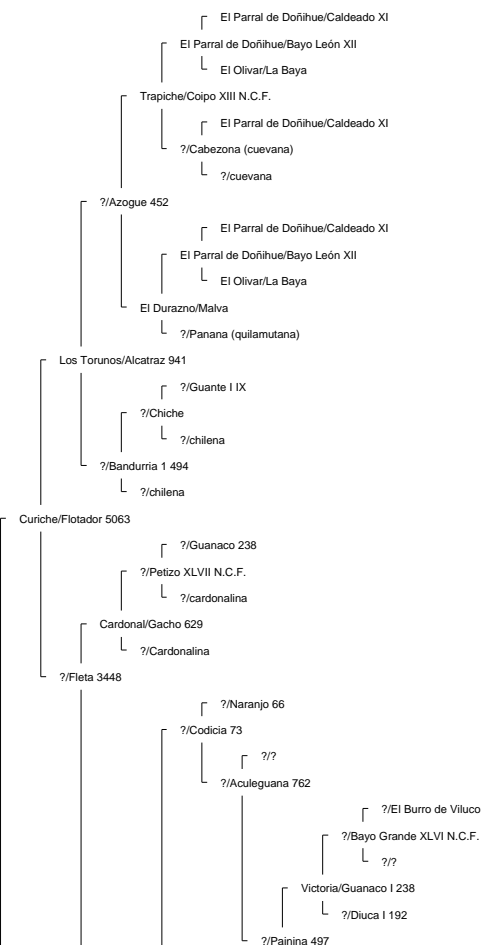 El Parral de Doñihue/Caldeado XI
El Parral de Doñihue/Bayo León XII
El Olivar/La Baya
Trapiche/Coipo XIII N.C.F.
El Parral de Doñihue/Caldeado XI
?/Cabezona (cuevana)
?/cuevana
?/Azogue 452
El Parral de Doñihue/Caldeado XI
El Parral de Doñihue/Bayo León XII
El Olivar/La Baya
El Durazno/Malva
?/Panana (quilamutana)
Los Torunos/Alcatraz 941
?/Guante I IX
?/Chiche
?/chilena
?/Bandurria 1 494
?/chilena
Curiche/Flotador 5063
?/Guanaco 238
?/Petizo XLVII N.C.F.
?/cardonalina
Cardonal/Gacho 629
?/Cardonalina
?/Fleta 3448
?/Naranjo 66
?/Codicia 73
?/?
?/Aculeguana 762
?/El Burro de Viluco
?/Bayo Grande XLVI N.C.F.
?/?
Victoria/Guanaco I 238
?/Diuca I 192
?/Painina 497